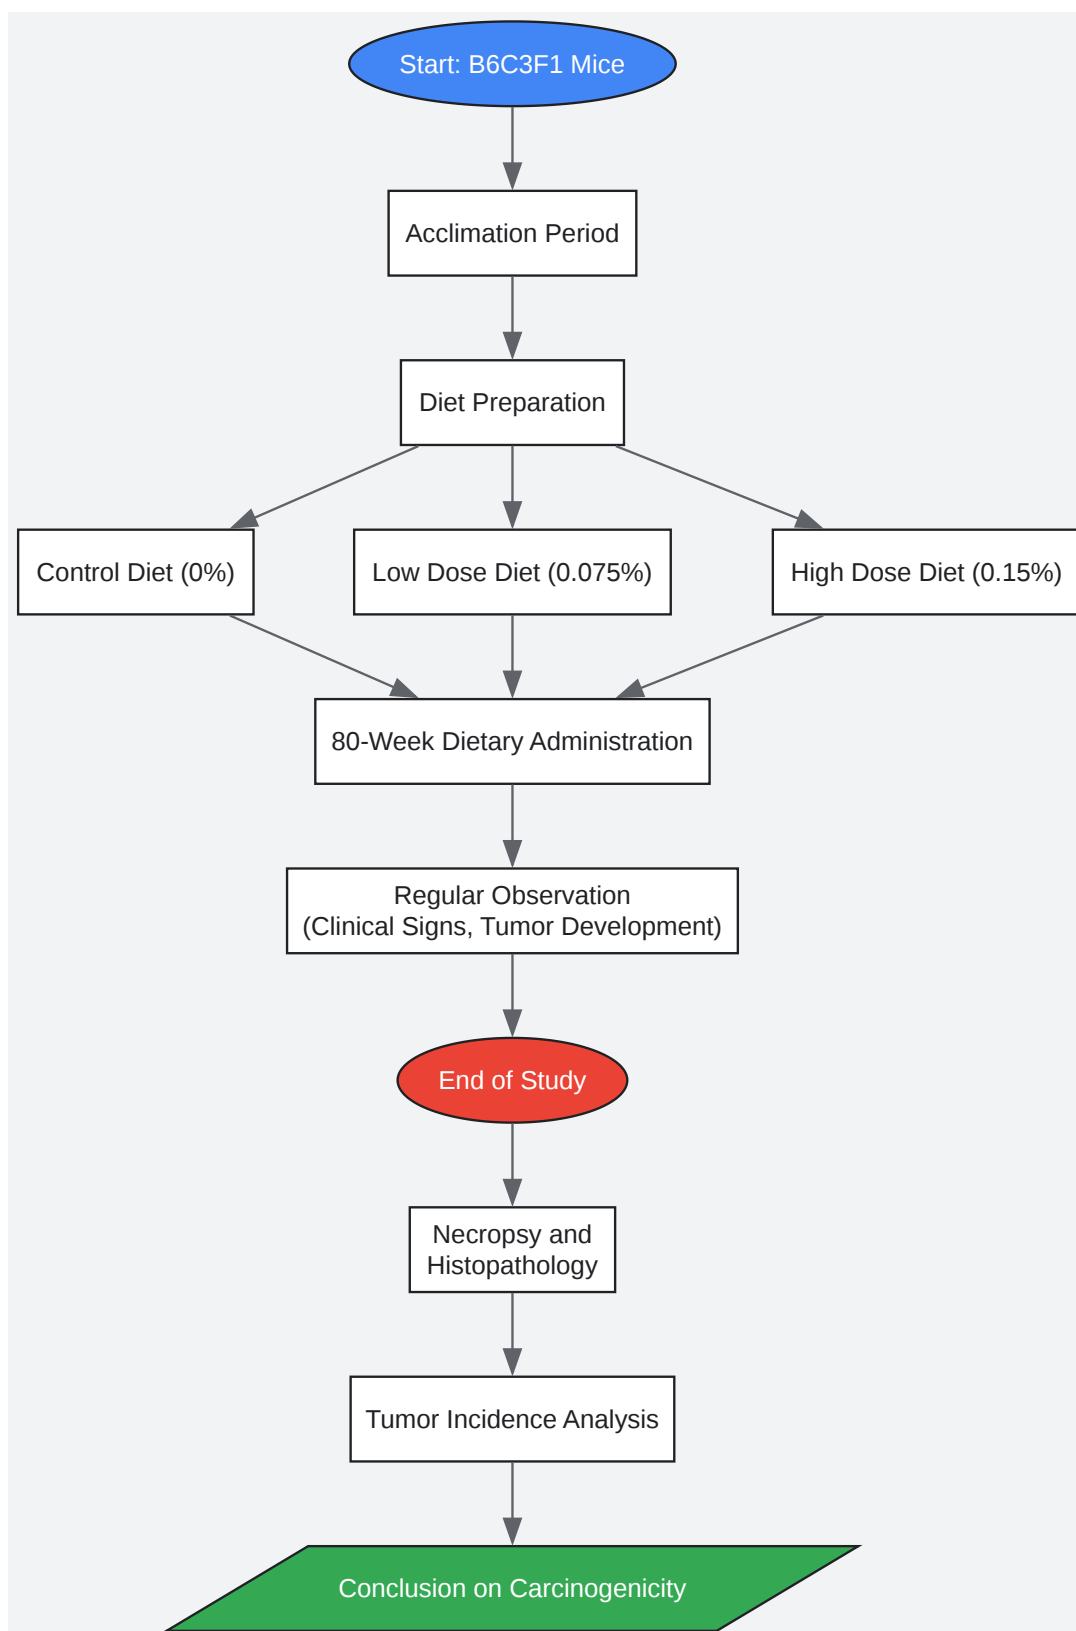 Start: B6C3F1 Mice
Acclimation Period
Diet Preparation
Control Diet (0%)
Low Dose Diet (0.075%)
High Dose Diet (0.15%)
80-Week Dietary Administration
Regular Observation
(Clinical Signs, Tumor Development)
End of Study
Necropsy and
Histopathology
Tumor Incidence Analysis
Conclusion on Carcinogenicity